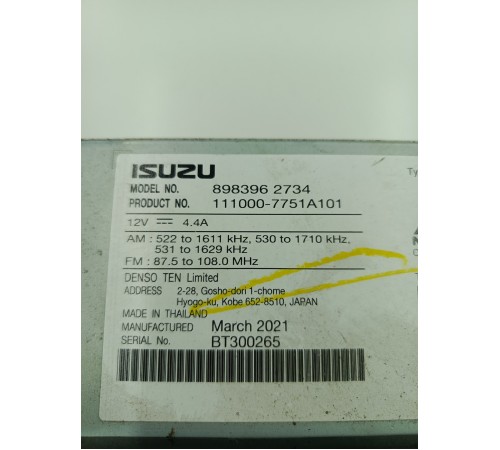 ISUZU
MODEL NO. 898396 2734
PRODUCT NO. 111000-7751A101
12V ⎓ 4.4A
AM : 522 to 1611 kHz, 530 to 1710 kHz,
531 to 1629 kHz
FM : 87.5 to 108.0 MHz
DENSO TEN Limited
ADDRESS 2-28, Gosho-dori 1-chome
Hyogo-ku, Kobe 652-8510, JAPAN
MADE IN THAILAND
MANUFACTURED March 2021
SERIAL No. BT300265